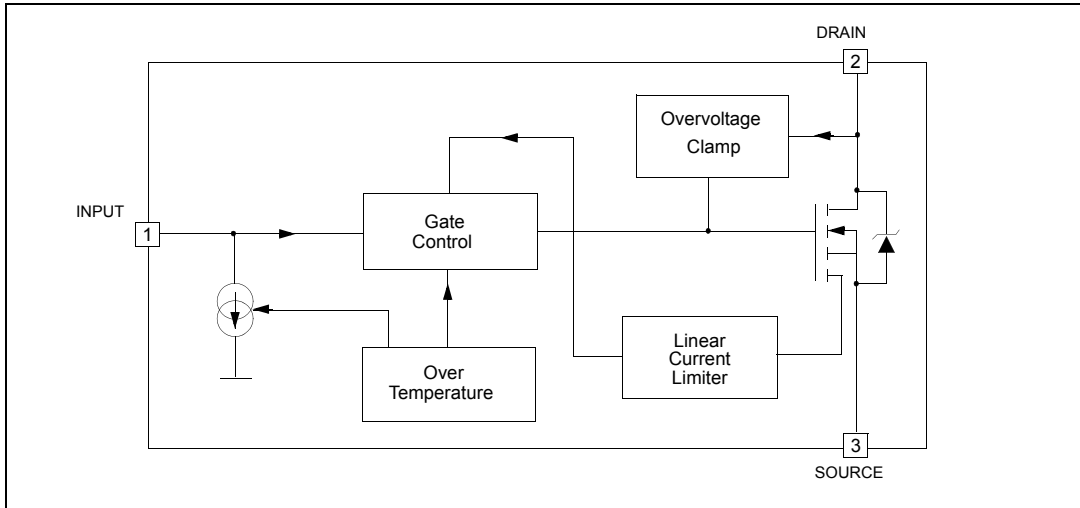 DRAIN
2
Overvoltage
Clamp
INPUT
1
Gate
Control
Linear
Current
Limiter
Over
Temperature
3
SOURCE